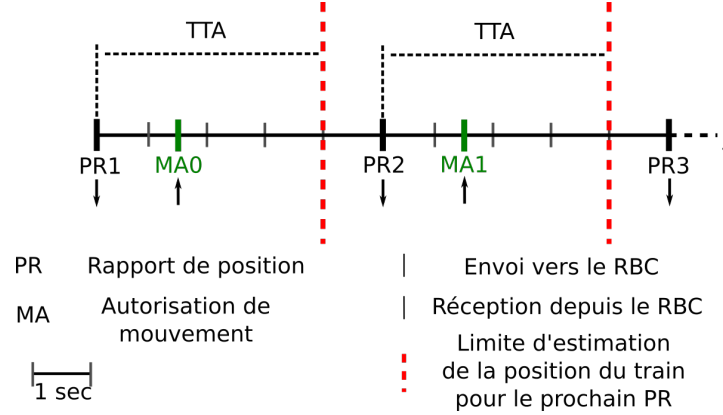 TTA
TTA
PR1
MA0
PR2
MA1
PR3
PR
Rapport de position
Envoi vers le RBC
MA
Autorisation de
mouvement
Réception depuis le RBC
1 sec
Limite d'estimation
de la position du train
pour le prochain PR